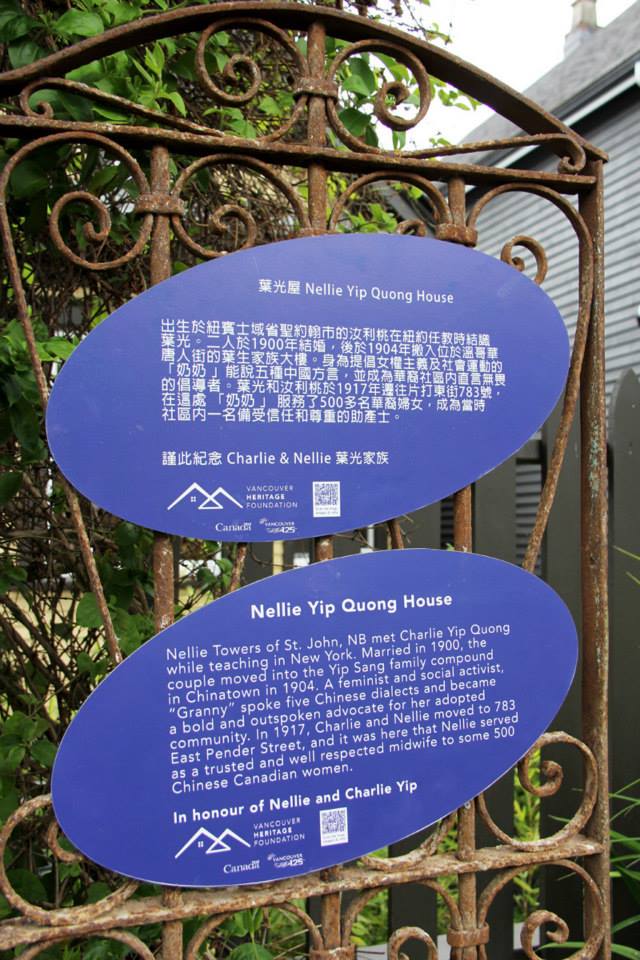 葉光屋 Nellie Yip Quong House
出生於紐賓士域省聖約翰市的汝利桃在紐約任教時結識
葉光。二人於1900年結婚，後於1904年搬入位於溫哥華
唐人街的葉生家族大樓。身為提倡女權主義及社會運動的
「奶奶 」能說五種中國方言，並成為華裔社區內直言無畏
的倡導者。葉光和汝利桃於1917年遷往片打東街783號，
在這處 「奶奶 」 服務了500多名華裔婦女，成為當時
社區內一名備受信任和尊重的助產士。
謹此紀念 Charlie & Nellie 葉光家族
VANCOUVER
HERITAGE
FOUNDATION
Canada
VANCOUVER
125
Nellie Yip Quong House
Nellie Towers of St. John, NB met Charlie Yip Quong
while teaching in New York. Married in 1900, the
couple moved into the Yip Sang family compound
in Chinatown in 1904. A feminist and social activist,
"Granny" spoke five Chinese dialects and became
a bold and outspoken advocate for her adopted
community. In 1917, Charlie and Nellie moved to 783
East Pender Street, and it was here that Nellie served
as a trusted and well respected midwife to some 500
Chinese Canadian women.
In honour of Nellie and Charlie Yip
VANCOUVER
HERITAGE
FOUNDATION
Canada
VANCOUVER
125